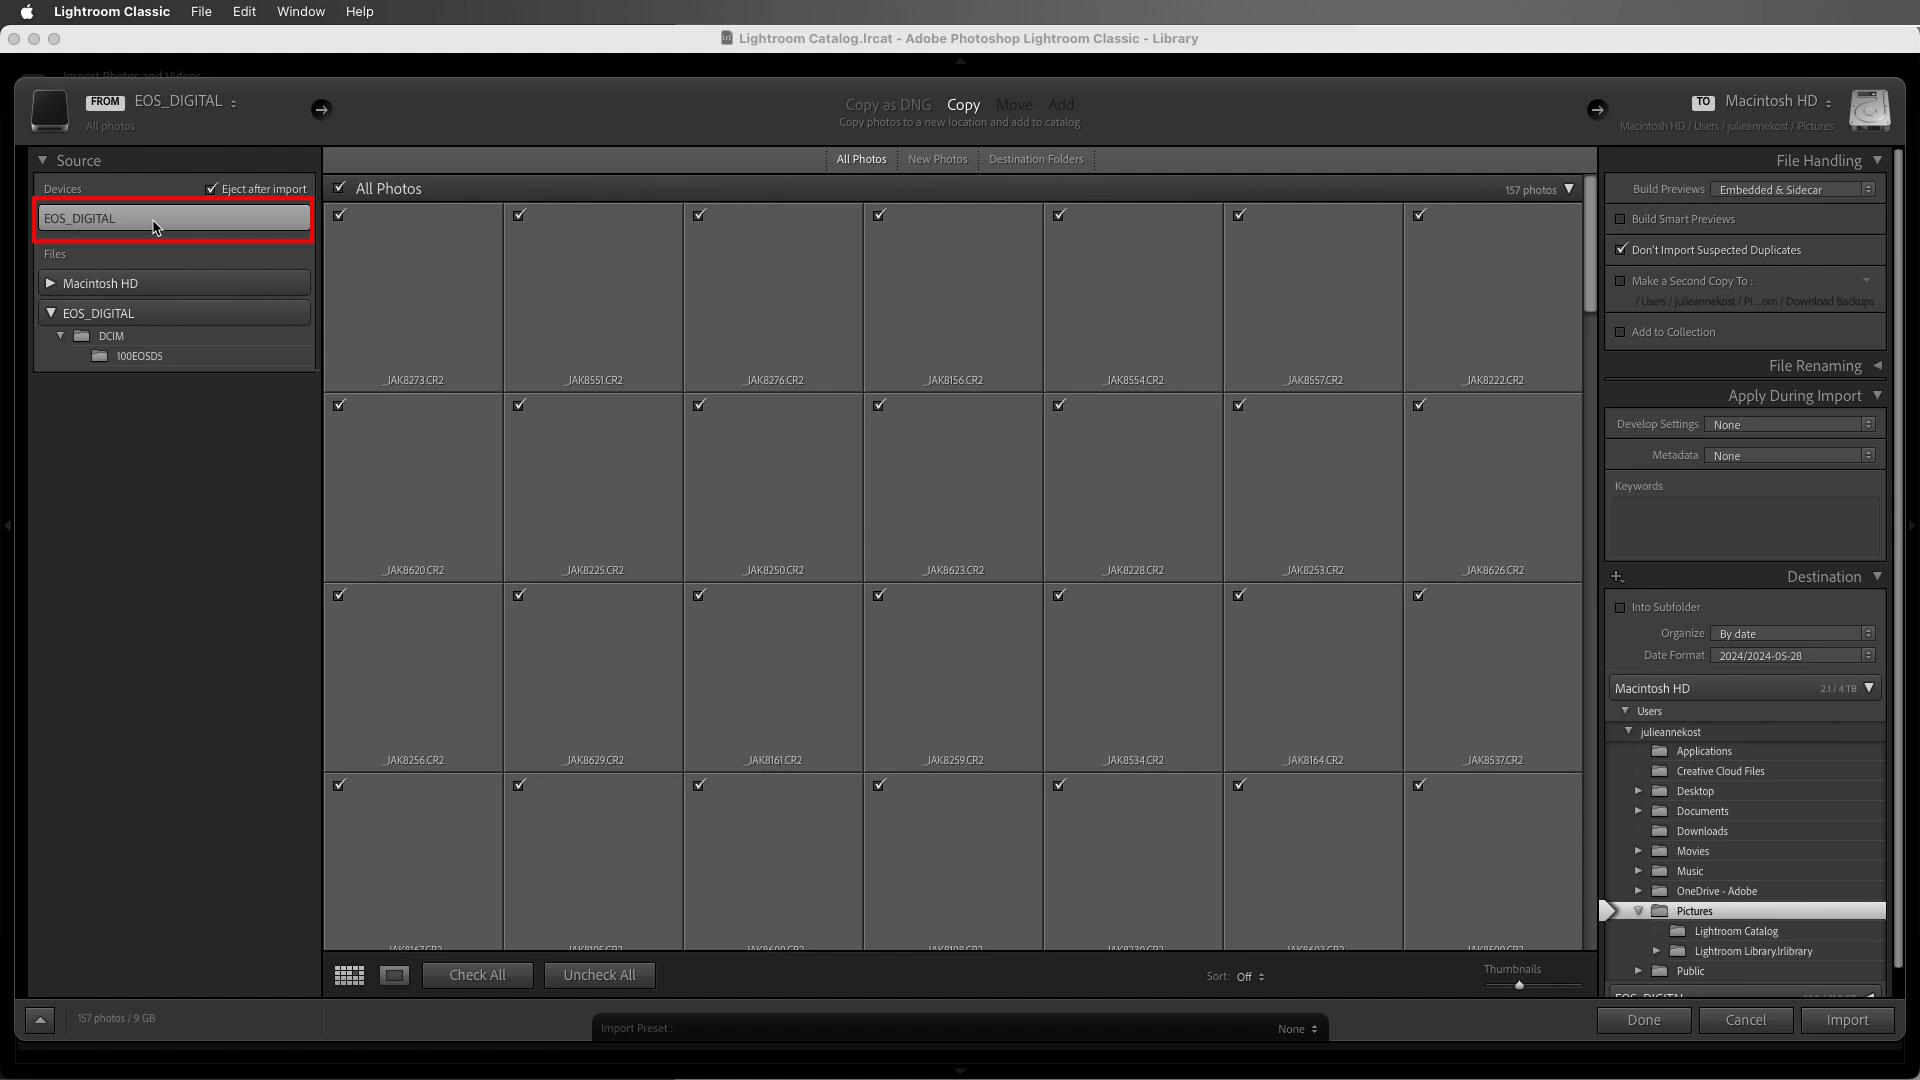 Lightroom Classic File Edit Window Help
Lightroom Catalog.lrcat - Adobe Photoshop Lightroom Classic - Library
Import Photos and Videos
FROM EOS_DIGITAL
All photos
Copy as DNG Copy Move Add
Copy photos to a new location and add to catalog
TO Macintosh HD
Macintosh HD / Users / julieannekost / Pictures
Source
Devices Eject after import
EOS_DIGITAL
Files
Macintosh HD
EOS_DIGITAL
DCIM
100EOSD5
All Photos New Photos Destination Folders
All Photos 157 photos
_JAK8273.CR2 _JAK8551.CR2 _JAK8276.CR2 _JAK8156.CR2 _JAK8554.CR2 _JAK8557.CR2 _JAK8222.CR2
_JAK8620.CR2 _JAK8225.CR2 _JAK8250.CR2 _JAK8623.CR2 _JAK8228.CR2 _JAK8253.CR2 _JAK8626.CR2
_JAK8256.CR2 _JAK8629.CR2 _JAK8161.CR2 _JAK8259.CR2 _JAK8534.CR2 _JAK8164.CR2 _JAK8537.CR2
Check All Uncheck All Sort: Off Thumbnails
File Handling
Build Previews Embedded & Sidecar
Build Smart Previews
Don't Import Suspected Duplicates
Make a Second Copy To :
/ Users / julieannekost / Pi...om / Download Backups
Add to Collection
File Renaming
Apply During Import
Develop Settings None
Metadata None
Keywords
Destination
Into Subfolder
Organize By date
Date Format 2024/2024-05-28
Macintosh HD 2.1 / 4 TB
Users
julieannekost
Applications
Creative Cloud Files
Desktop
Documents
Downloads
Movies
Music
OneDrive - Adobe
Pictures
Lightroom Catalog
Lightroom Library.lrlibrary
Public
EOS_DIGITAL
157 photos / 9 GB
Import Preset : None
Done Cancel Import